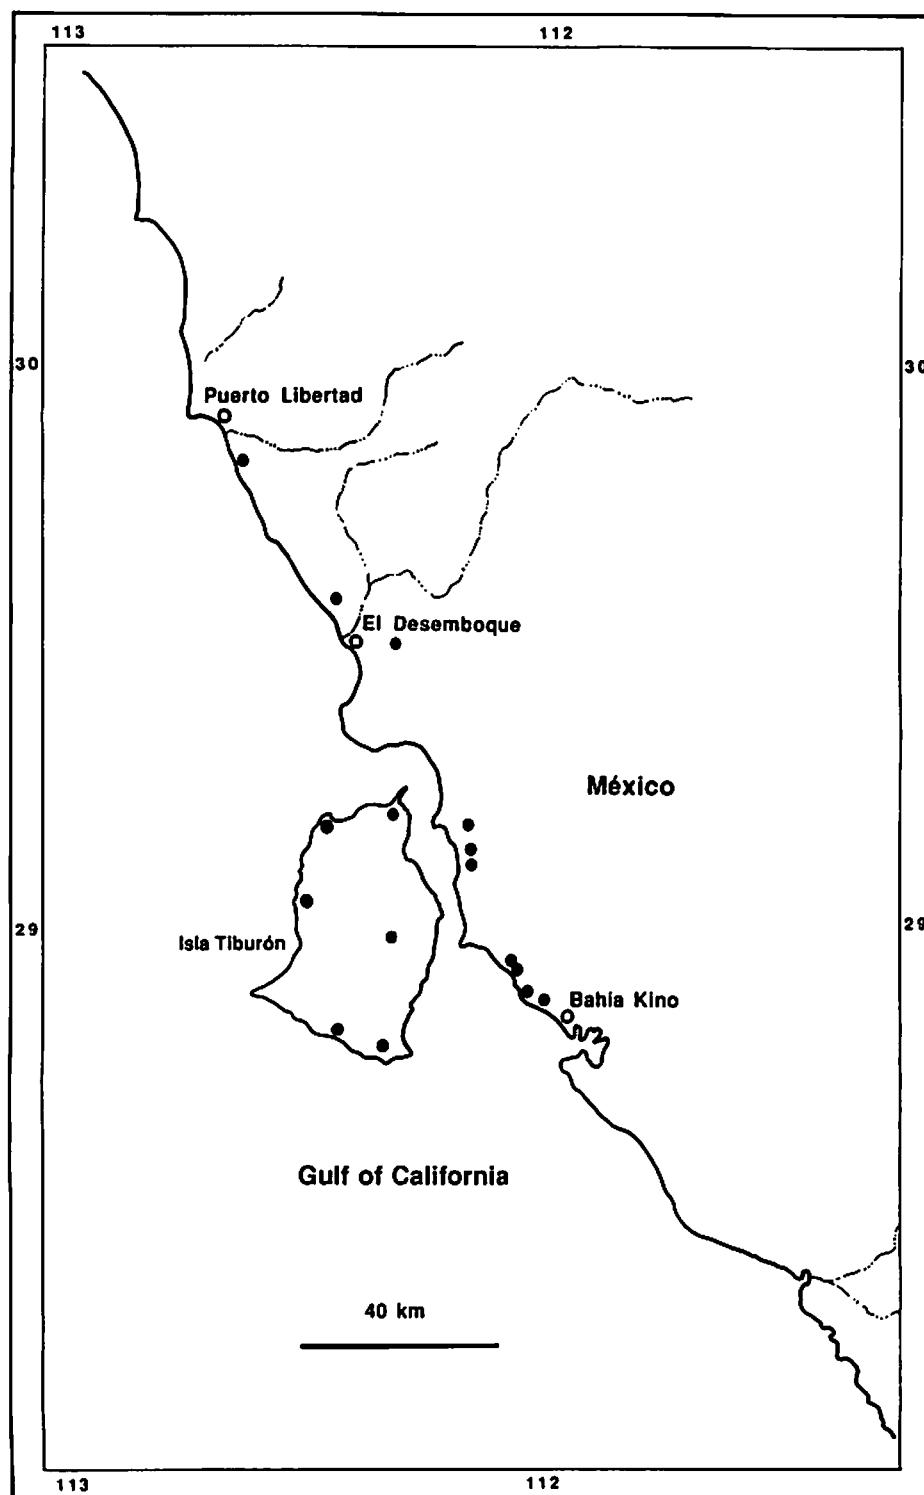 113 112
30 30
Puerto Libertad
El Desemboque
México
29 29
Isla Tiburón
Bahía Kino
Gulf of California
40 km
113 112